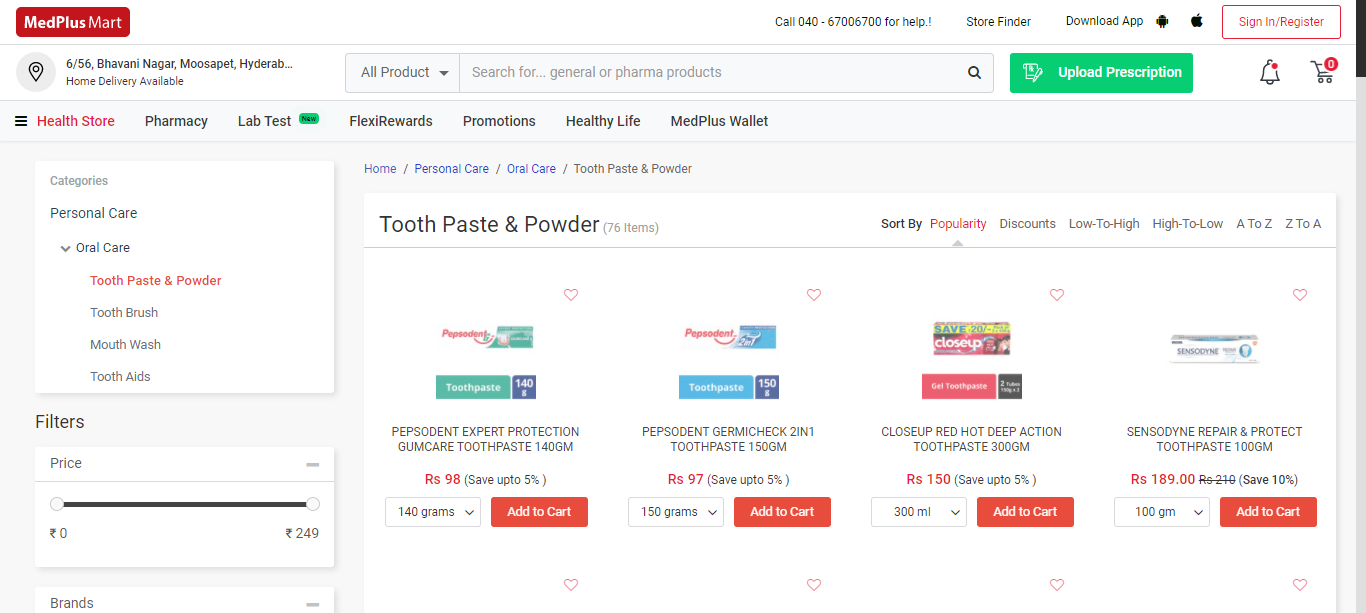 MedPlus Mart
Call 040 - 67006700 for help.!
Store Finder
Download App
Sign In/Register
6/56, Bhavani Nagar, Moosapet, Hyderab...
Home Delivery Available
All Product
Search for... general or pharma products
Upload Prescription
0
Health Store
Pharmacy
Lab Test New
FlexiRewards
Promotions
Healthy Life
MedPlus Wallet
Categories
Personal Care
Oral Care
Tooth Paste & Powder
Tooth Brush
Mouth Wash
Tooth Aids
Filters
Price
₹ 0
₹ 249
Brands
Home / Personal Care / Oral Care / Tooth Paste & Powder
Tooth Paste & Powder (76 Items)
Sort By Popularity Discounts Low-To-High High-To-Low A To Z Z To A
Pepsodent
Toothpaste 140 g
PEPSODENT EXPERT PROTECTION
GUMCARE TOOTHPASTE 140GM
Rs 98 (Save upto 5% )
140 grams
Add to Cart
Pepsodent
2in1
Toothpaste 150 g
PEPSODENT GERMICHECK 2IN1
TOOTHPASTE 150GM
Rs 97 (Save upto 5% )
150 grams
Add to Cart
SAVE 20/-
closeup
Gel Toothpaste 2 Tubes
150g x 2
CLOSEUP RED HOT DEEP ACTION
TOOTHPASTE 300GM
Rs 150 (Save upto 5% )
300 ml
Add to Cart
SENSODYNE
SENSODYNE REPAIR & PROTECT
TOOTHPASTE 100GM
Rs 189.00 Rs 210 (Save 10%)
100 gm
Add to Cart